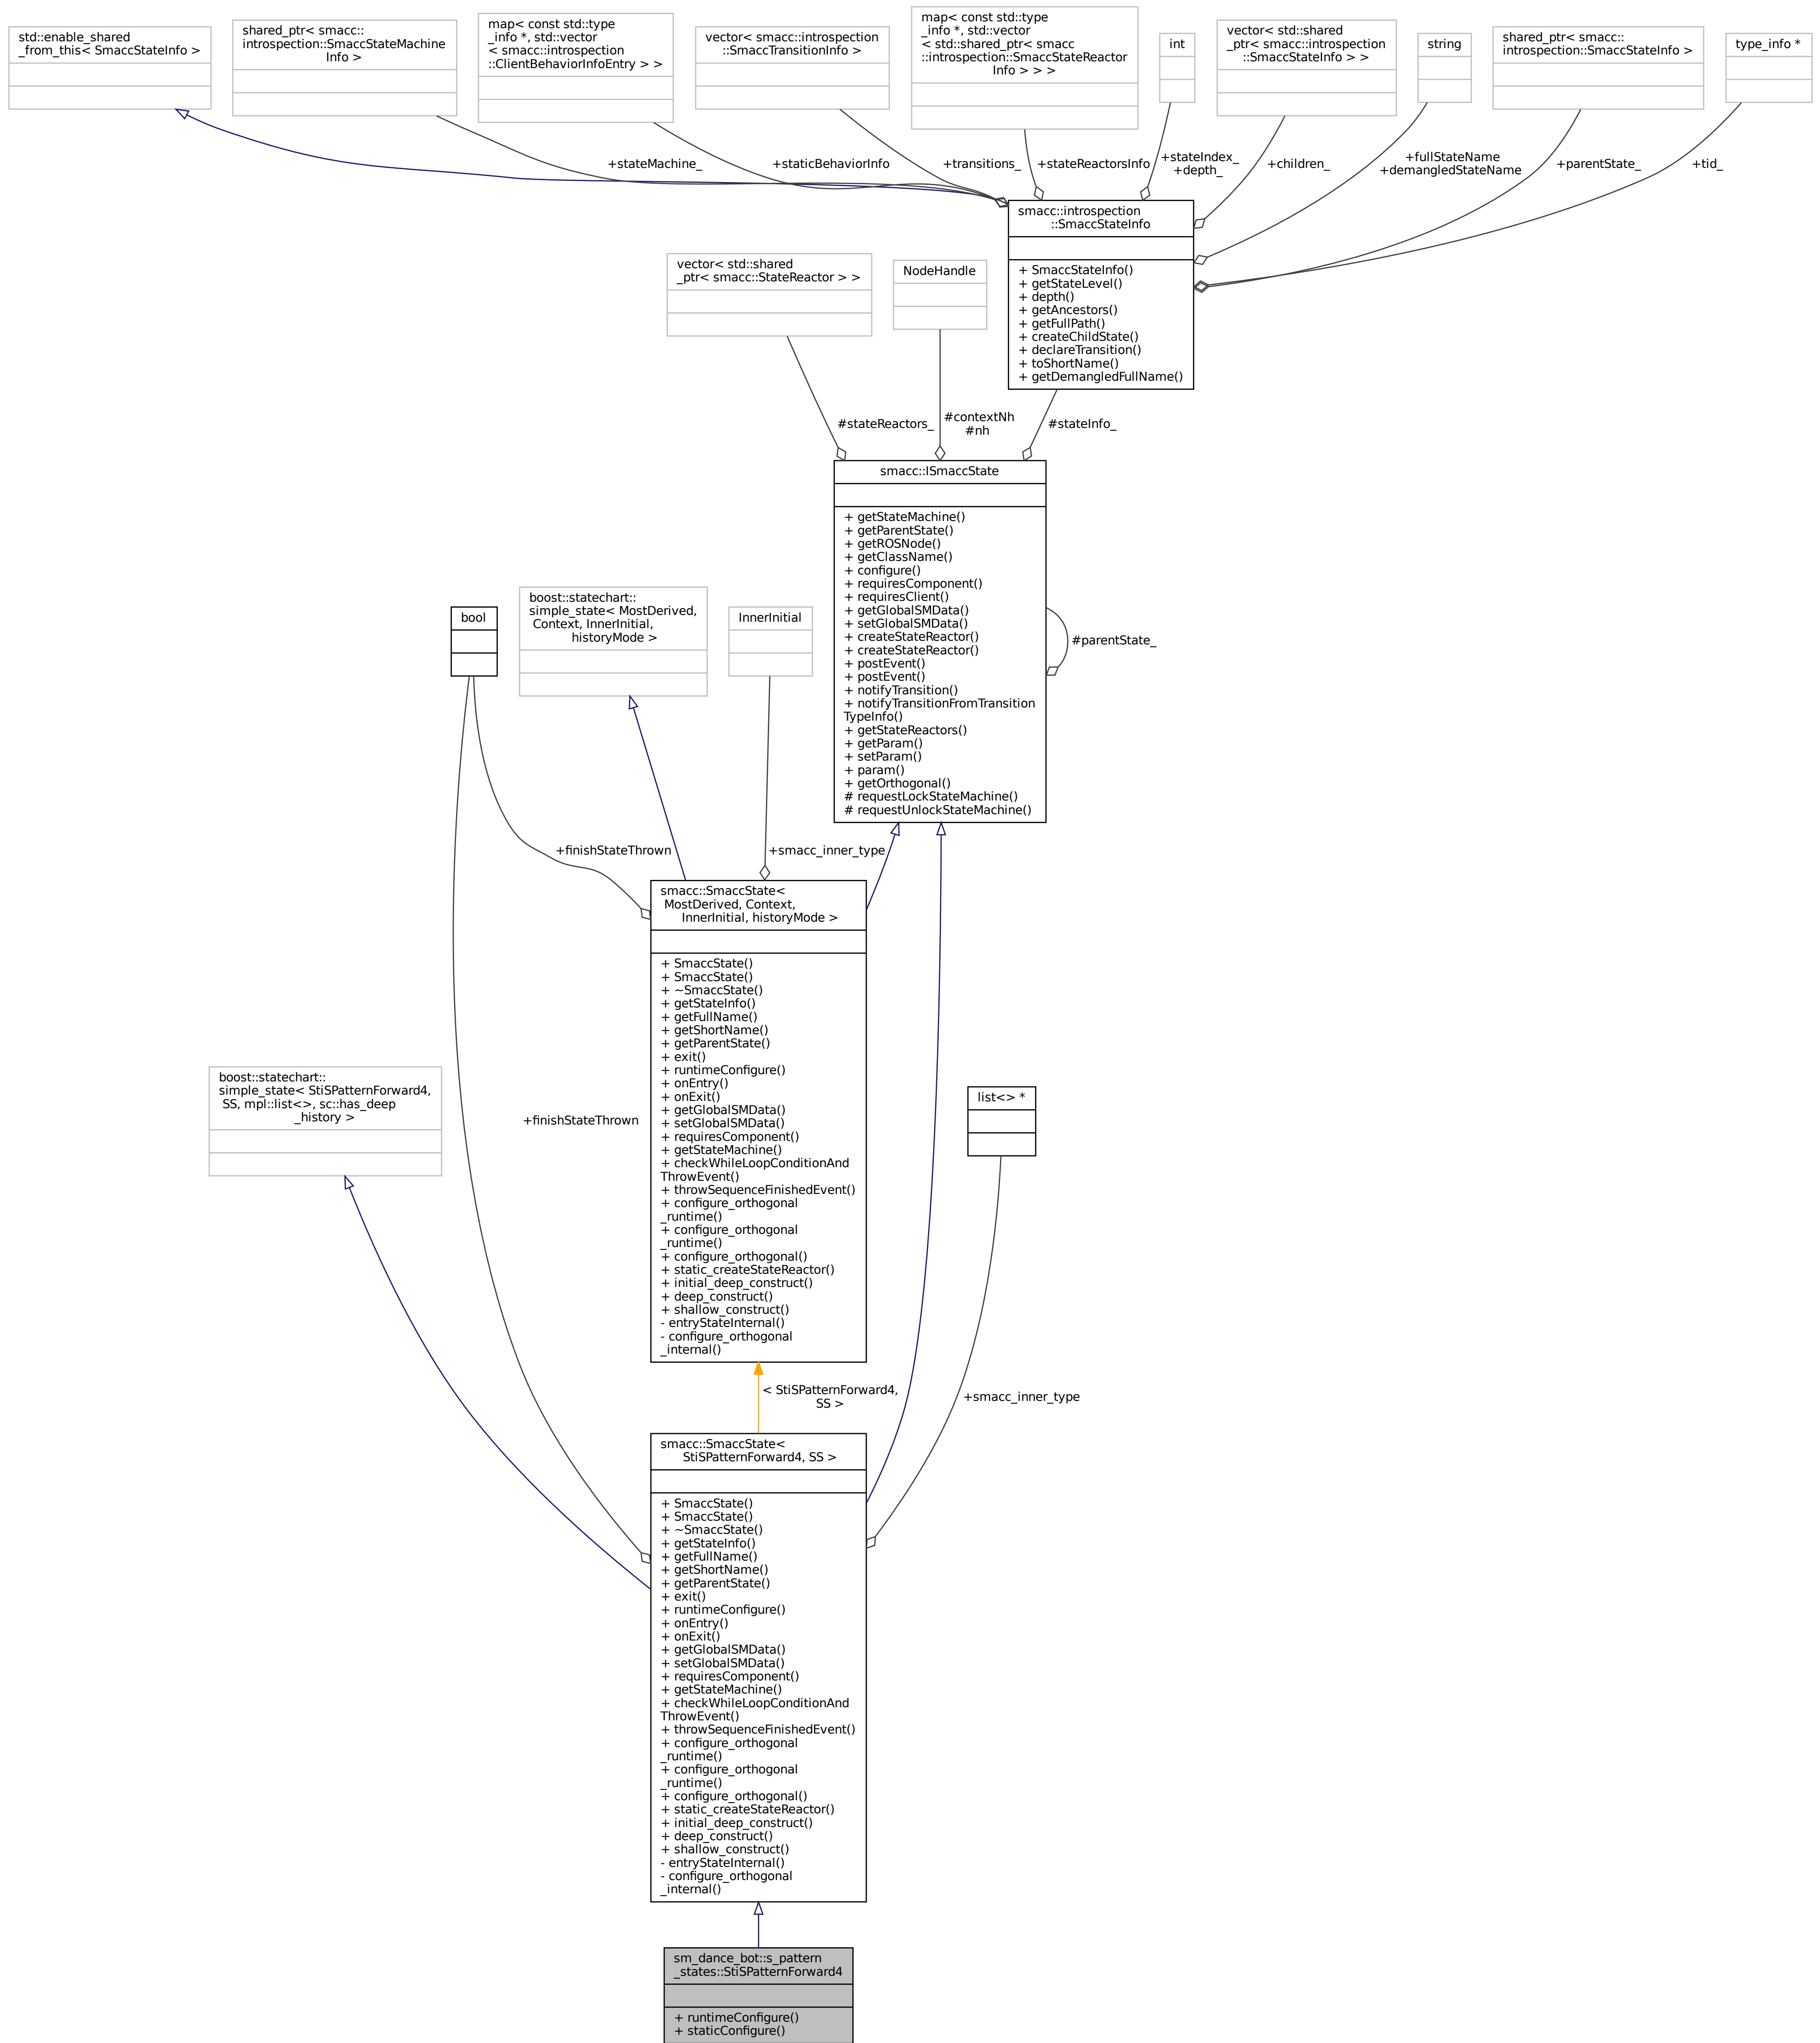 std::enable_shared
_from_this< SmaccStateInfo >
shared_ptr< smacc::
introspection::SmaccStateMachine
Info >
map< const std::type
_info *, std::vector
< smacc::introspection
::ClientBehaviorInfoEntry > >
vector< smacc::introspection
::SmaccTransitionInfo >
map< const std::type
_info *, std::vector
< std::shared_ptr< smacc
::introspection::SmaccStateReactor
Info > > >
int
vector< std::shared
_ptr< smacc::introspection
::SmaccStateInfo > >
string
shared_ptr< smacc::
introspection::SmaccStateInfo >
type_info *
+stateMachine_
+staticBehaviorInfo
+transitions_
+stateReactorsInfo
+stateIndex_
+depth_
+children_
+fullStateName
+demangledStateName
+parentState_
+tid_
smacc::introspection
::SmaccStateInfo
+ SmaccStateInfo()
+ getStateLevel()
+ depth()
+ getAncestors()
+ getFullPath()
+ createChildState()
+ declareTransition()
+ toShortName()
+ getDemangledFullName()
vector< std::shared
_ptr< smacc::StateReactor > >
NodeHandle
#stateReactors_
#contextNh
#nh
#stateInfo_
smacc::ISmaccState
+ getStateMachine()
+ getParentState()
+ getROSNode()
+ getClassName()
+ configure()
+ requiresComponent()
+ requiresClient()
+ getGlobalSMData()
+ setGlobalSMData()
+ createStateReactor()
+ createStateReactor()
+ postEvent()
+ postEvent()
+ notifyTransition()
+ notifyTransitionFromTransition
TypeInfo()
+ getStateReactors()
+ getParam()
+ setParam()
+ param()
+ getOrthogonal()
# requestLockStateMachine()
# requestUnlockStateMachine()
#parentState_
bool
boost::statechart::
simple_state< MostDerived,
Context, InnerInitial,
historyMode >
InnerInitial
+finishStateThrown
+smacc_inner_type
smacc::SmaccState<
MostDerived, Context,
InnerInitial, historyMode >
+ SmaccState()
+ SmaccState()
+ ~SmaccState()
+ getStateInfo()
+ getFullName()
+ getShortName()
+ getParentState()
+ exit()
+ runtimeConfigure()
+ onEntry()
+ onExit()
+ getGlobalSMData()
+ setGlobalSMData()
+ requiresComponent()
+ getStateMachine()
+ checkWhileLoopConditionAnd
ThrowEvent()
+ throwSequenceFinishedEvent()
+ configure_orthogonal
_runtime()
+ configure_orthogonal
_runtime()
+ configure_orthogonal()
+ static_createStateReactor()
+ initial_deep_construct()
+ deep_construct()
+ shallow_construct()
- entryStateInternal()
- configure_orthogonal
_internal()
boost::statechart::
simple_state< StiSPatternForward4,
SS, mpl::list<>, sc::has_deep
_history >
+finishStateThrown
list<> *
< StiSPatternForward4,
SS >
+smacc_inner_type
smacc::SmaccState<
StiSPatternForward4, SS >
+ SmaccState()
+ SmaccState()
+ ~SmaccState()
+ getStateInfo()
+ getFullName()
+ getShortName()
+ getParentState()
+ exit()
+ runtimeConfigure()
+ onEntry()
+ onExit()
+ getGlobalSMData()
+ setGlobalSMData()
+ requiresComponent()
+ getStateMachine()
+ checkWhileLoopConditionAnd
ThrowEvent()
+ throwSequenceFinishedEvent()
+ configure_orthogonal
_runtime()
+ configure_orthogonal
_runtime()
+ configure_orthogonal()
+ static_createStateReactor()
+ initial_deep_construct()
+ deep_construct()
+ shallow_construct()
- entryStateInternal()
- configure_orthogonal
_internal()
sm_dance_bot::s_pattern
_states::StiSPatternForward4
+ runtimeConfigure()
+ staticConfigure()